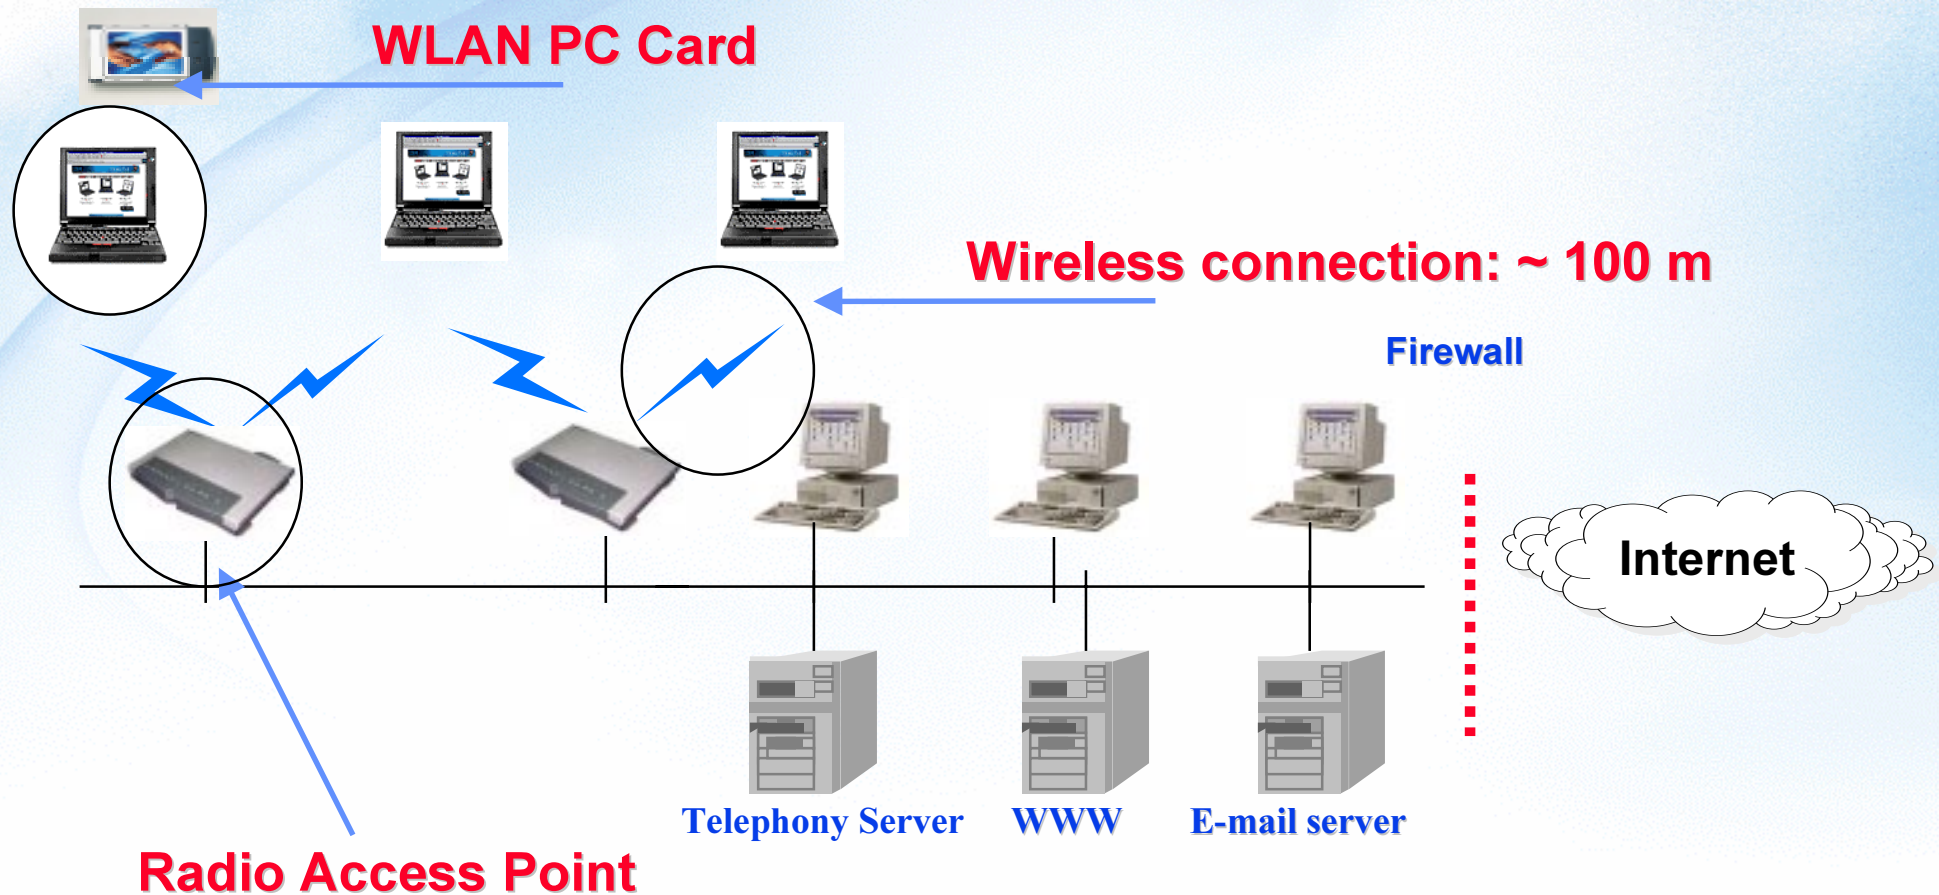 WLAN PC Card
Wireless connection: ~ 100 m
Firewall
Internet
Telephony Server
WWW
E-mail server
Radio Access Point